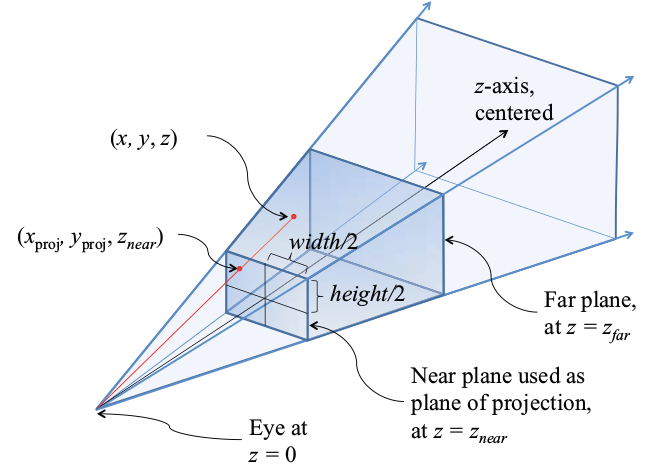 z-axis,
centered
(x, y, z)
(xproj, yproj, znear)
width/2
height/2
Far plane,
at z = zfar
Near plane used as
plane of projection,
at z = znear
Eye at
z = 0